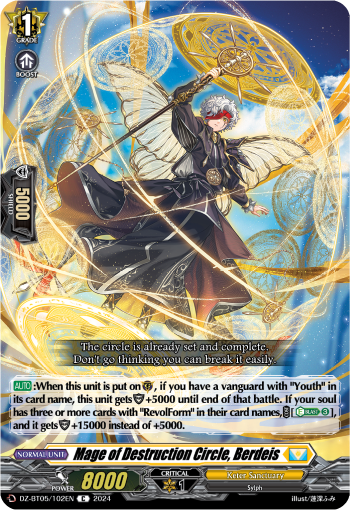 1
GRADE
BOOST
5000
SHIELD
The circle is already set and complete.
Don't go thinking you can break it easily.
AUTO:When this unit is put on , if you have a vanguard with "Youth" in
its card name, this unit gets +5000 until end of that battle. If your soul
has three or more cards with "RevolForm" in their card names, [ -BLAST 3 
], and it gets +15000 instead of +5000.
NORMAL UNIT Mage of Destruction Circle, Berdeis
POWER 8000 CRITICAL 1 Keter Sanctuary
Sylph
DZ-BT05/102EN C 2024 illust/蓮深ふみ